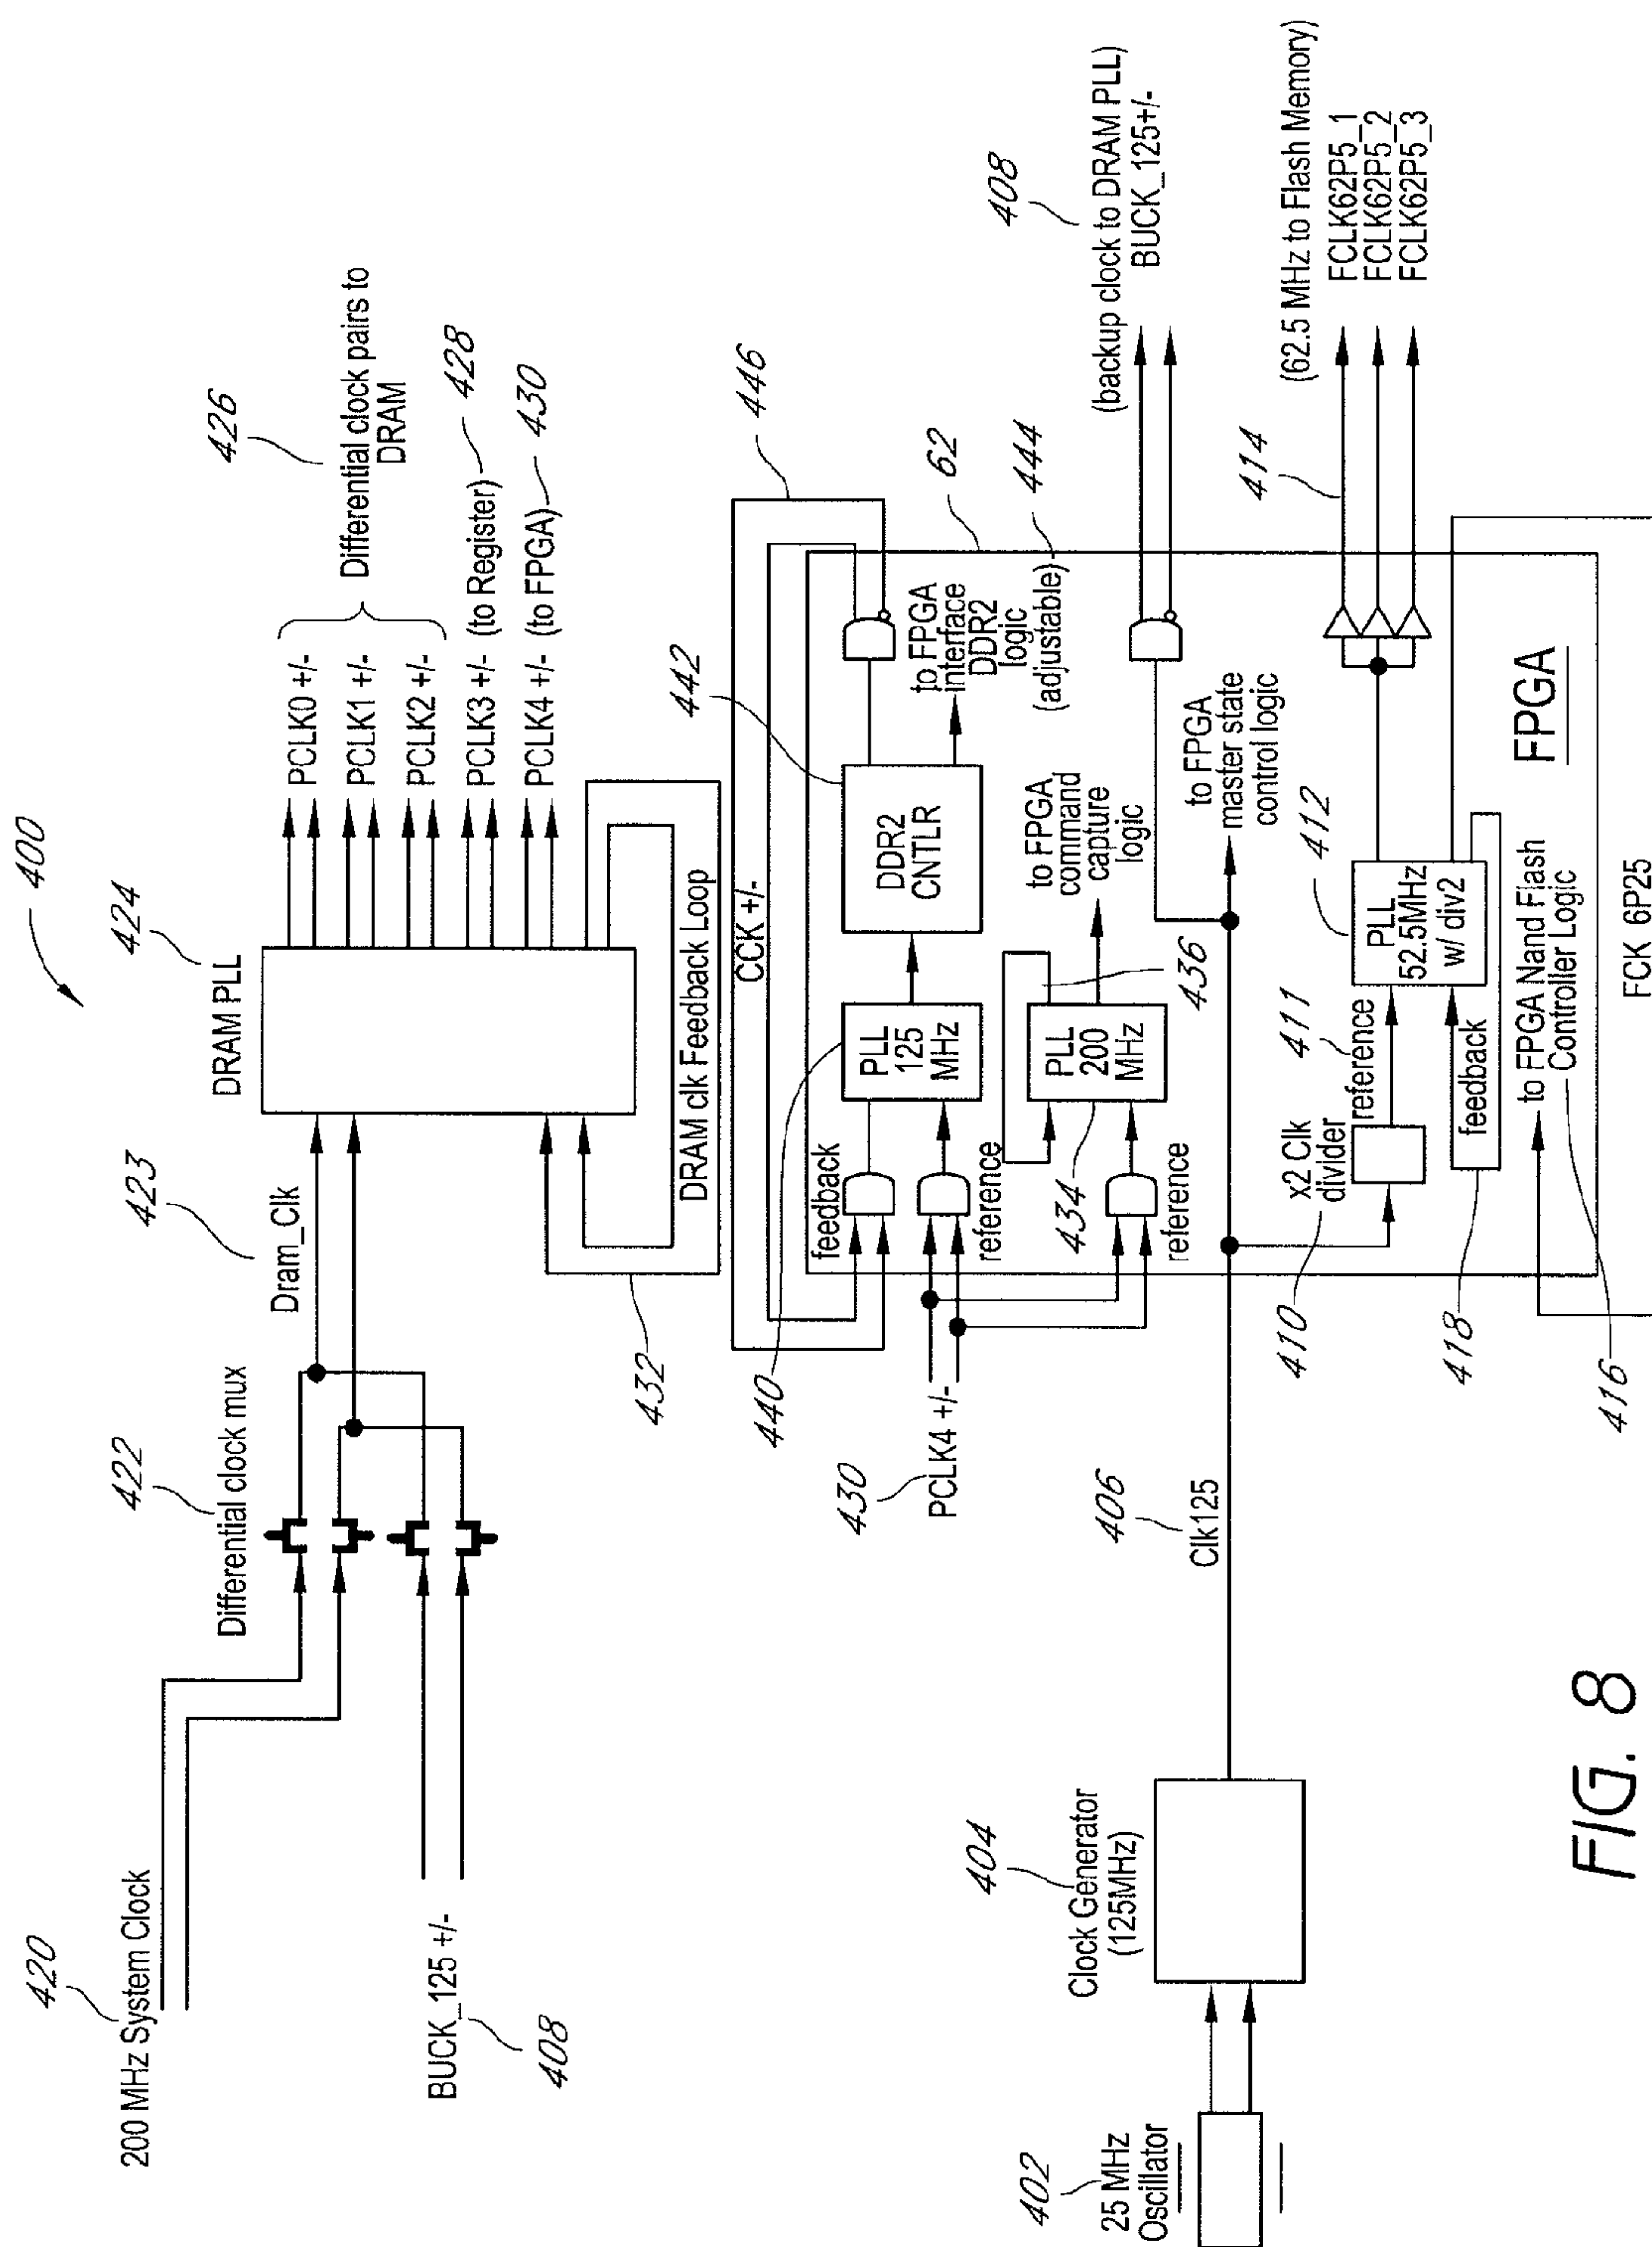 400
420
200 MHz System Clock
BUCK_125 +/-
408
422
Differential clock mux
423
Dram_Clk
424
DRAM PLL
426
Differential clock pairs to
DRAM
PCLK0 +/-
PCLK1 +/-
PCLK2 +/-
PCLK3 +/- (to Register)
428
PCLK4 +/- (to FPGA)
430
432
DRAM clk Feedback Loop
CCK +/-
446
62
444
442
440
feedback
PLL
125
MHz
DDR2
CNTLR
to FPGA
interface
DDR2
logic
(adjustable)
reference
430
PCLK4 +/-
434
PLL
200
MHz
436
to FPGA
command
capture
logic
reference
408
(backup clock to DRAM PLL)
BUCK_125+/-
to FPGA
master state
control logic
402
25 MHz
Oscillator
404
Clock Generator
(125MHz)
406
Clk125
410
x2 Clk
divider
411
reference
412
PLL
52.5MHz
w/ div2
414
(62.5 MHz to Flash Memory)
FCLK62P5_1
FCLK62P5_2
FCLK62P5_3
418
feedback
416
to FPGA Nand Flash
Controller Logic
FPGA
FCK_6P25
FIG. 8